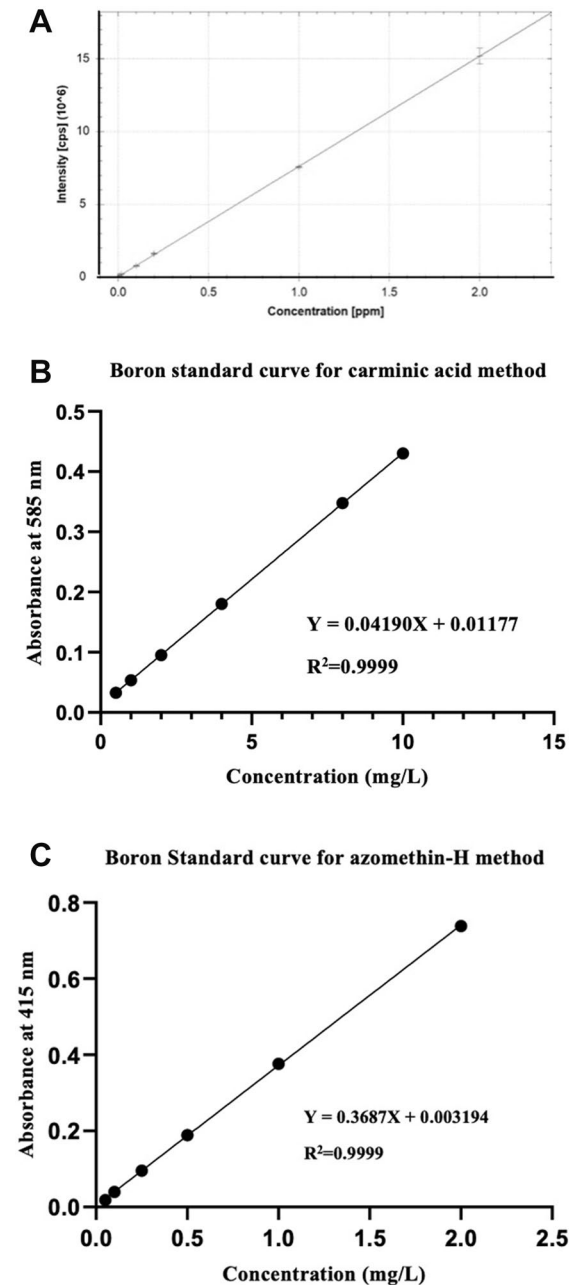 A
Intensity [cps] (10^6)
15
10
5
0
0.0 0.5 1.0 1.5 2.0
Concentration [ppm]
B Boron standard curve for carminic acid method
Absorbance at 585 nm
0.5
0.4
0.3
0.2
0.1
0.0
Y = 0.04190X + 0.01177
R²=0.9999
0 5 10 15
Concentration (mg/L)
C Boron Standard curve for azomethin-H method
Absorbance at 415 nm
0.8
0.6
0.4
0.2
0.0
Y = 0.3687X + 0.003194
R²=0.9999
0.0 0.5 1.0 1.5 2.0 2.5
Concentration (mg/L)